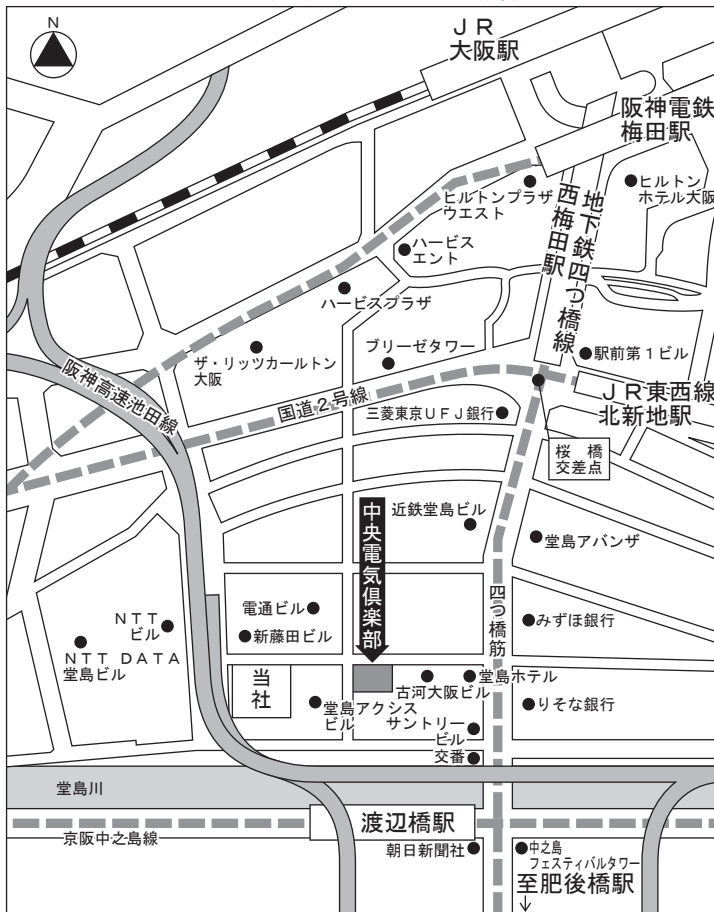 N
JR
大阪駅
阪神電鉄
梅田駅
ヒルトンプラザ
ウエスト
ヒルトン
ホテル大阪
地下鉄四つ橋線
西梅田駅
ハービス
エント
ハービスプラザ
ザ・リッツカールトン
大阪
ブリーゼタワー
駅前第1ビル
阪神高速池田線
国道2号線
三菱東京UFJ銀行
JR東西線
北新地駅
桜橋
交差点
中央電気倶楽部
近鉄堂島ビル
堂島アバンザ
四つ橋筋
電通ビル
新藤田ビル
みずほ銀行
NTT
ビル
NTT DATA
堂島ビル
当社
堂島アクシス
ビル
古河大阪ビル
堂島ホテル
りそな銀行
サントリー
ビル
交番
堂島川
渡辺橋駅
京阪中之島線
朝日新聞社
中之島
フェスティバルタワー
至肥後橋駅
↓